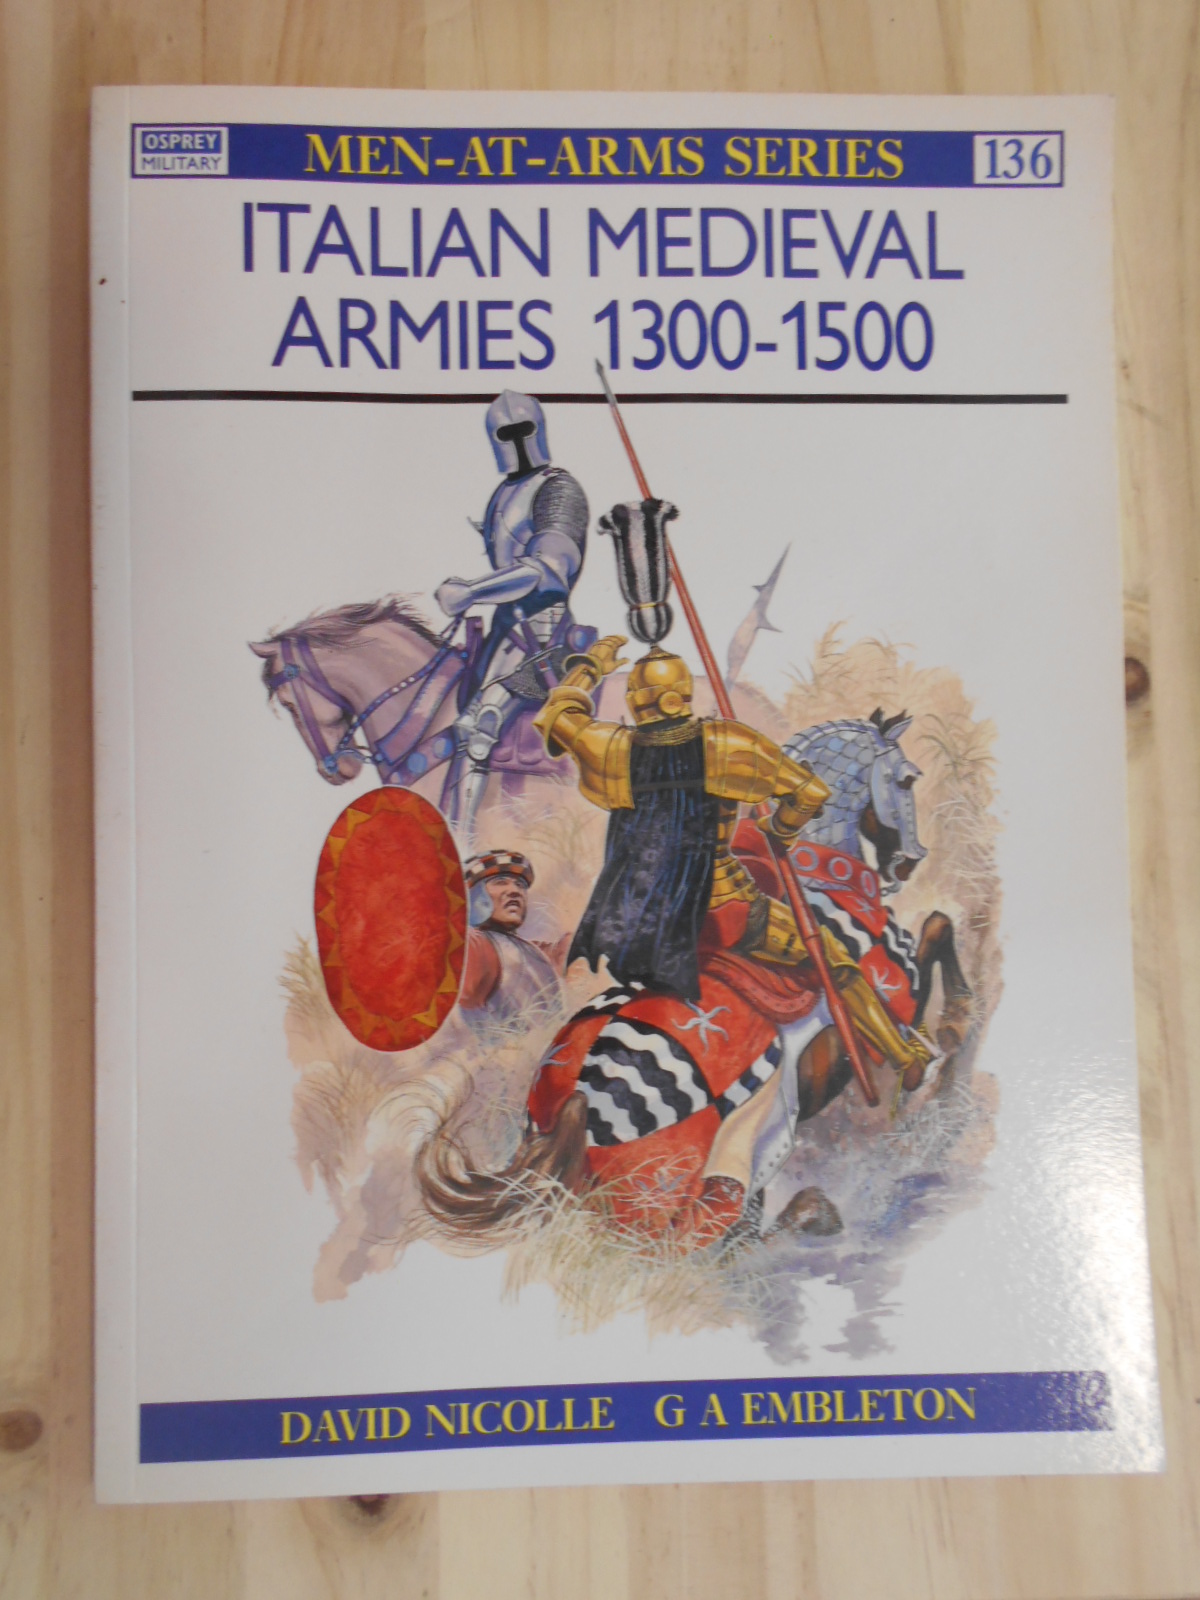 OSPREY
MILITARY
MEN-AT-ARMS SERIES
136
ITALIAN MEDIEVAL
ARMIES 1300-1500
DAVID NICOLLE G A EMBLETON